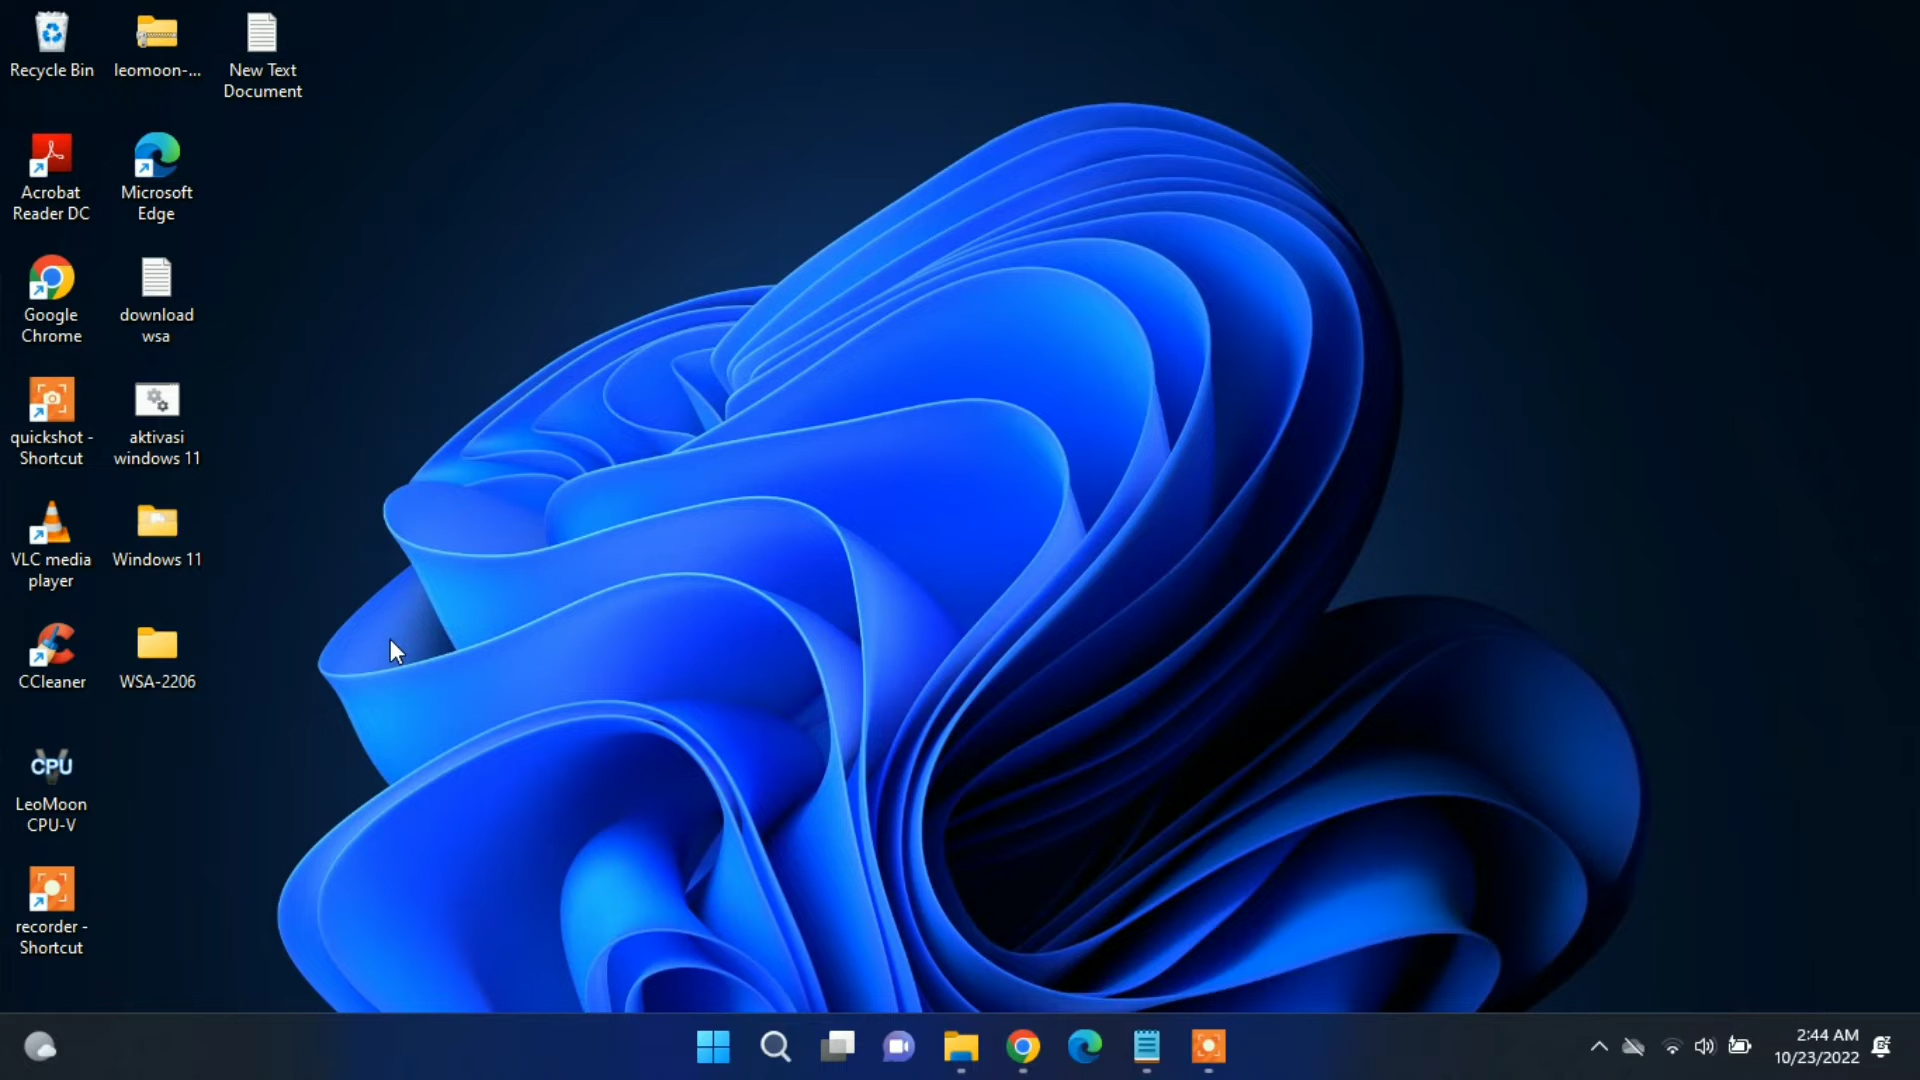 Recycle Bin
leomoon-...
New Text
Document
Acrobat
Reader DC
Microsoft
Edge
Google
Chrome
download
wsa
quickshot -
Shortcut
aktivasi
windows 11
VLC media
player
Windows 11
CCleaner
WSA-2206
CPU
LeoMoon
CPU-V
recorder -
Shortcut
2:44 AM
10/23/2022